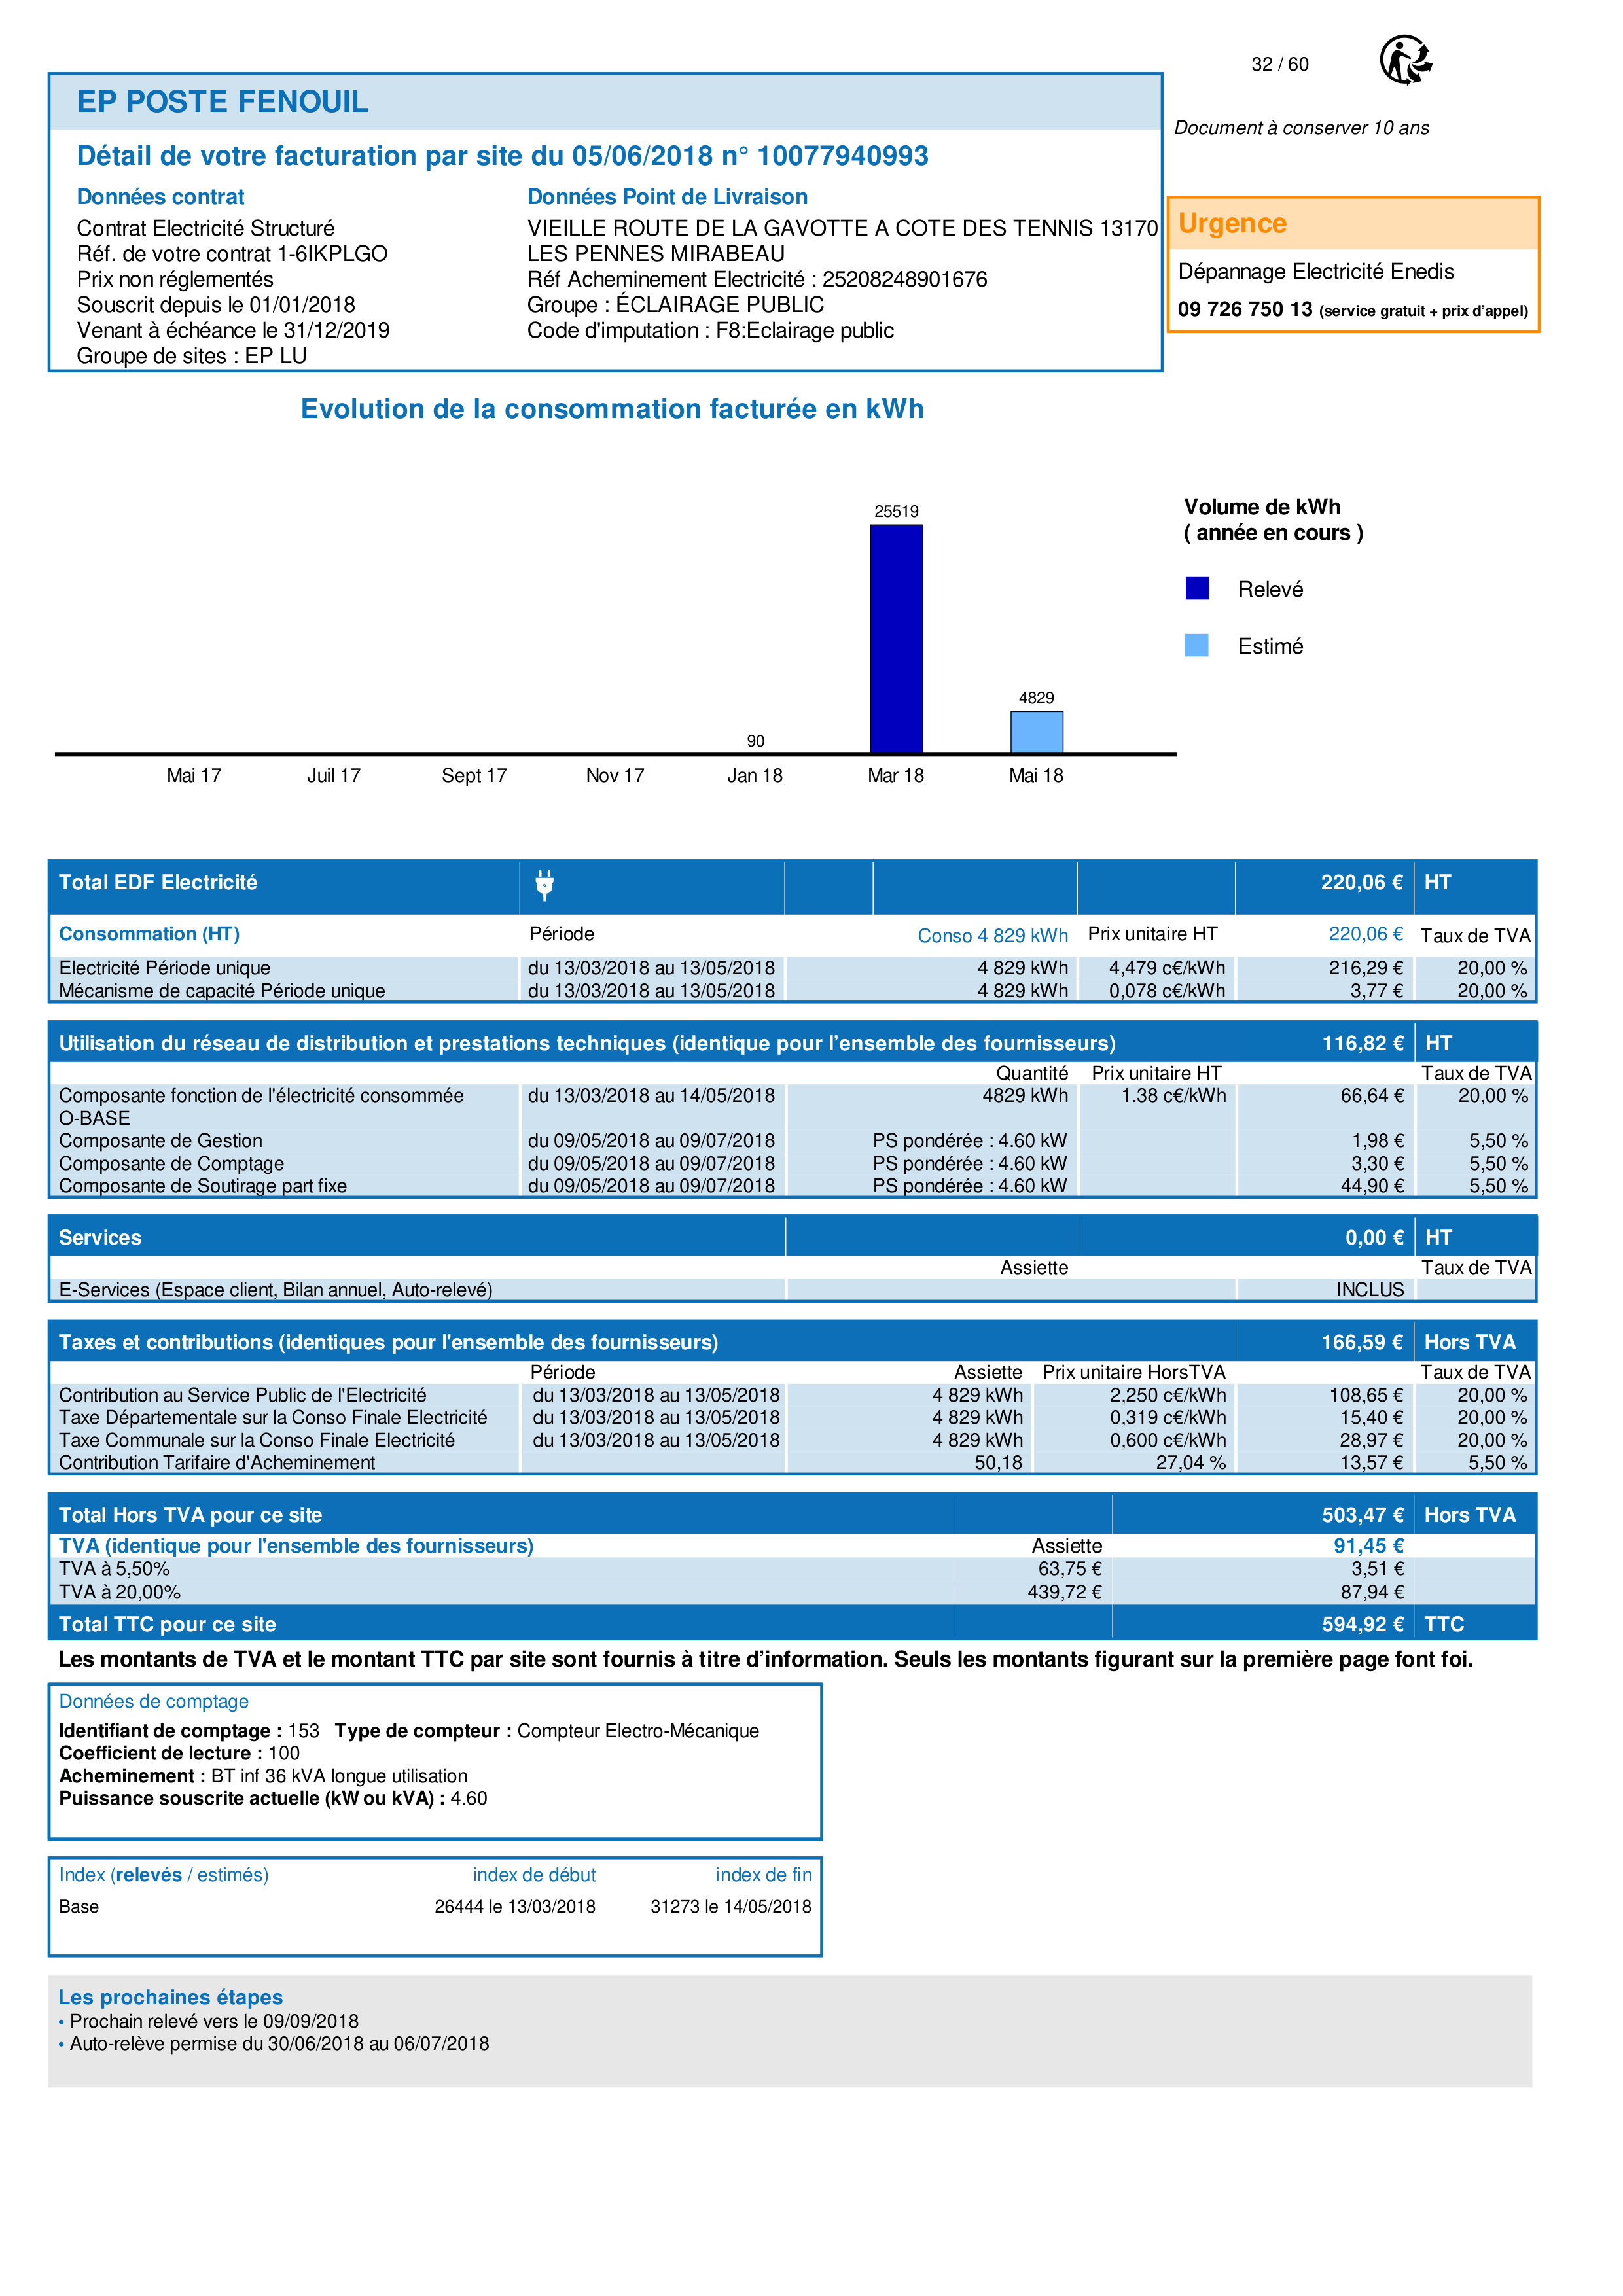 32 / 60
EP POSTE FENOUIL
Document à conserver 10 ans
Détail de votre facturation par site du 05/06/2018 n° 10077940993
Données contrat Données Point de Livraison
Contrat Electricité Structuré VIEILLE ROUTE DE LA GAVOTTE A COTE DES TENNIS 13170
Réf. de votre contrat 1-6IKPLGO LES PENNES MIRABEAU
Prix non réglementés Réf Acheminement Electricité : 25208248901676
Souscrit depuis le 01/01/2018 Groupe : ÉCLAIRAGE PUBLIC
Venant à échéance le 31/12/2019 Code d'imputation : F8:Eclairage public
Groupe de sites : EP LU
Urgence
Dépannage Electricité Enedis
09 726 750 13 (service gratuit + prix d’appel)
Evolution de la consommation facturée en kWh
25519
4829
90
Mai 17 Juil 17 Sept 17 Nov 17 Jan 18 Mar 18 Mai 18
Volume de kWh
( année en cours )
Relevé
Estimé
Total EDF Electricité 220,06 € HT
Consommation (HT) Période Conso 4 829 kWh Prix unitaire HT 220,06 € Taux de TVA
Electricité Période unique du 13/03/2018 au 13/05/2018 4 829 kWh 4,479 c€/kWh 216,29 € 20,00 %
Mécanisme de capacité Période unique du 13/03/2018 au 13/05/2018 4 829 kWh 0,078 c€/kWh 3,77 € 20,00 %
Utilisation du réseau de distribution et prestations techniques (identique pour l’ensemble des fournisseurs) 116,82 € HT
Quantité Prix unitaire HT Taux de TVA
Composante fonction de l'électricité consommée du 13/03/2018 au 14/05/2018 4829 kWh 1.38 c€/kWh 66,64 € 20,00 %
O-BASE
Composante de Gestion du 09/05/2018 au 09/07/2018 PS pondérée : 4.60 kW 1,98 € 5,50 %
Composante de Comptage du 09/05/2018 au 09/07/2018 PS pondérée : 4.60 kW 3,30 € 5,50 %
Composante de Soutirage part fixe du 09/05/2018 au 09/07/2018 PS pondérée : 4.60 kW 44,90 € 5,50 %
Services 0,00 € HT
Assiette Taux de TVA
E-Services (Espace client, Bilan annuel, Auto-relevé) INCLUS
Taxes et contributions (identiques pour l'ensemble des fournisseurs) 166,59 € Hors TVA
Période Assiette Prix unitaire HorsTVA Taux de TVA
Contribution au Service Public de l'Electricité du 13/03/2018 au 13/05/2018 4 829 kWh 2,250 c€/kWh 108,65 € 20,00 %
Taxe Départementale sur la Conso Finale Electricité du 13/03/2018 au 13/05/2018 4 829 kWh 0,319 c€/kWh 15,40 € 20,00 %
Taxe Communale sur la Conso Finale Electricité du 13/03/2018 au 13/05/2018 4 829 kWh 0,600 c€/kWh 28,97 € 20,00 %
Contribution Tarifaire d'Acheminement 50,18 27,04 % 13,57 € 5,50 %
Total Hors TVA pour ce site 503,47 € Hors TVA
TVA (identique pour l'ensemble des fournisseurs) Assiette 91,45 €
TVA à 5,50% 63,75 € 3,51 €
TVA à 20,00% 439,72 € 87,94 €
Total TTC pour ce site 594,92 € TTC
Les montants de TVA et le montant TTC par site sont fournis à titre d’information. Seuls les montants figurant sur la première page font foi.
Données de comptage
Identifiant de comptage : 153 Type de compteur : Compteur Electro-Mécanique
Coefficient de lecture : 100
Acheminement : BT inf 36 kVA longue utilisation
Puissance souscrite actuelle (kW ou kVA) : 4.60
Index (relevés / estimés) index de début index de fin
Base 26444 le 13/03/2018 31273 le 14/05/2018
Les prochaines étapes
• Prochain relevé vers le 09/09/2018
• Auto-relève permise du 30/06/2018 au 06/07/2018